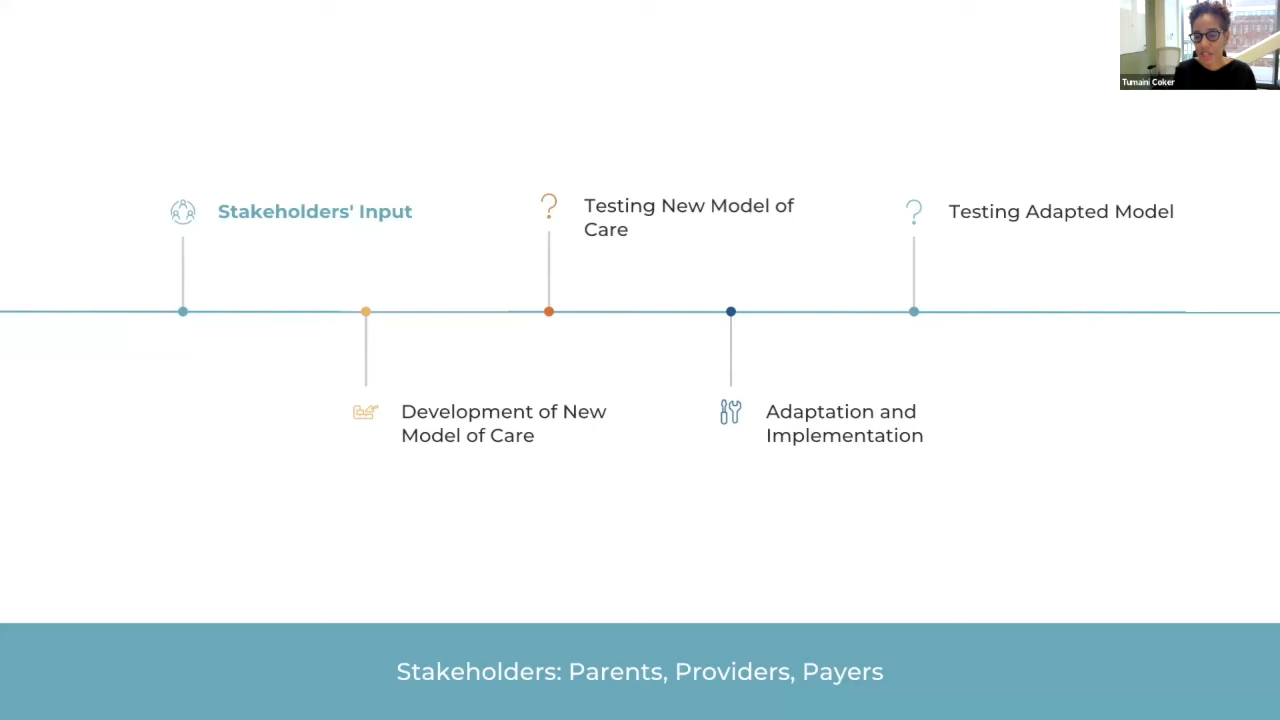 Tumaini Coker
Stakeholders' Input
Testing New Model of
Care
Testing Adapted Model
Development of New
Model of Care
Adaptation and
Implementation
Stakeholders: Parents, Providers, Payers